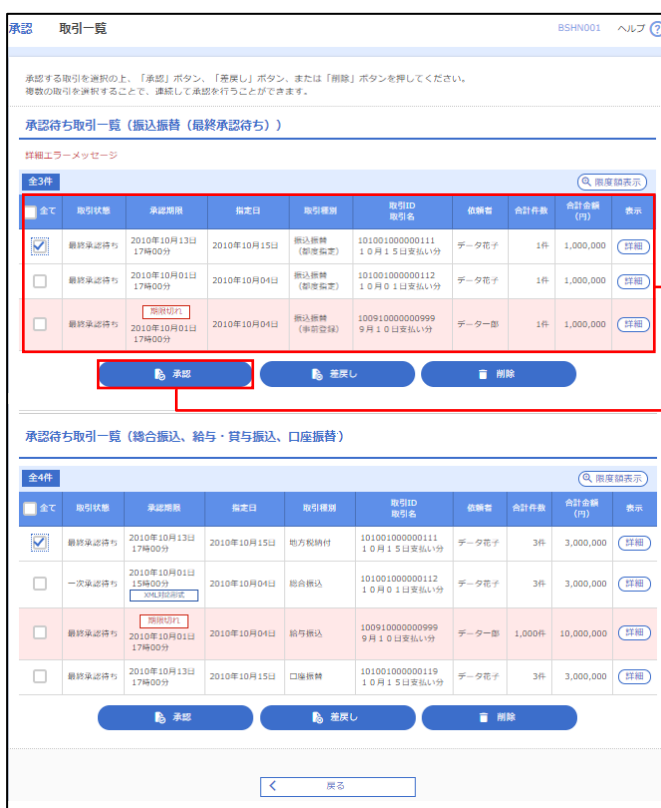 承認 取引一覧 BSHN001 ヘルプ ?
承認する取引を選択の上、「承認」ボタン、「差戻し」ボタン、または「削除」ボタンを押してください。
複数の取引を選択することで、連続して承認を行うことができます。
承認待ち取引一覧(振込振替(最終承認待ち))
詳細エラーメッセージ
全3件 限度額表示
全て 取引状態 承認期限 指定日 取引種別 取引ID 取引名 依頼者 合計件数 合計金額(円) 表示
最終承認待ち 2010年10月13日 17時00分 2010年10月15日 振込振替(都度指定) 101001000000111 10月15日支払い分 データ花子 1件 1,000,000 詳細
最終承認待ち 2010年10月01日 17時00分 2010年10月04日 振込振替(都度指定) 101001000000112 10月01日支払い分 データ花子 1件 1,000,000 詳細
最終承認待ち 期限切れ 2010年10月01日 17時00分 2010年10月04日 振込振替(事前登録) 100910000000999 9月10日支払い分 データ一郎 1件 1,000,000 詳細
承認 差戻し 削除
承認待ち取引一覧(総合振込、給与・賞与振込、口座振替)
全4件 限度額表示
全て 取引状態 承認期限 指定日 取引種別 取引ID 取引名 依頼者 合計件数 合計金額(円) 表示
最終承認待ち 2010年10月13日 17時00分 2010年10月15日 地方税納付 101001000000111 10月15日支払い分 データ花子 3件 3,000,000 詳細
一次承認待ち 2010年10月01日 15時00分 XML対応形式 2010年10月04日 総合振込 101001000000112 10月01日支払い分 データ花子 3件 3,000,000 詳細
最終承認待ち 期限切れ 2010年10月01日 17時00分 2010年10月04日 給与振込 100910000000999 9月10日支払い分 データ一郎 1,000件 10,000,000 詳細
最終承認待ち 2010年10月13日 17時00分 2010年10月15日 口座振替 101001000000119 10月15日支払い分 データ花子 3件 3,000,000 詳細
承認 差戻し 削除
戻る